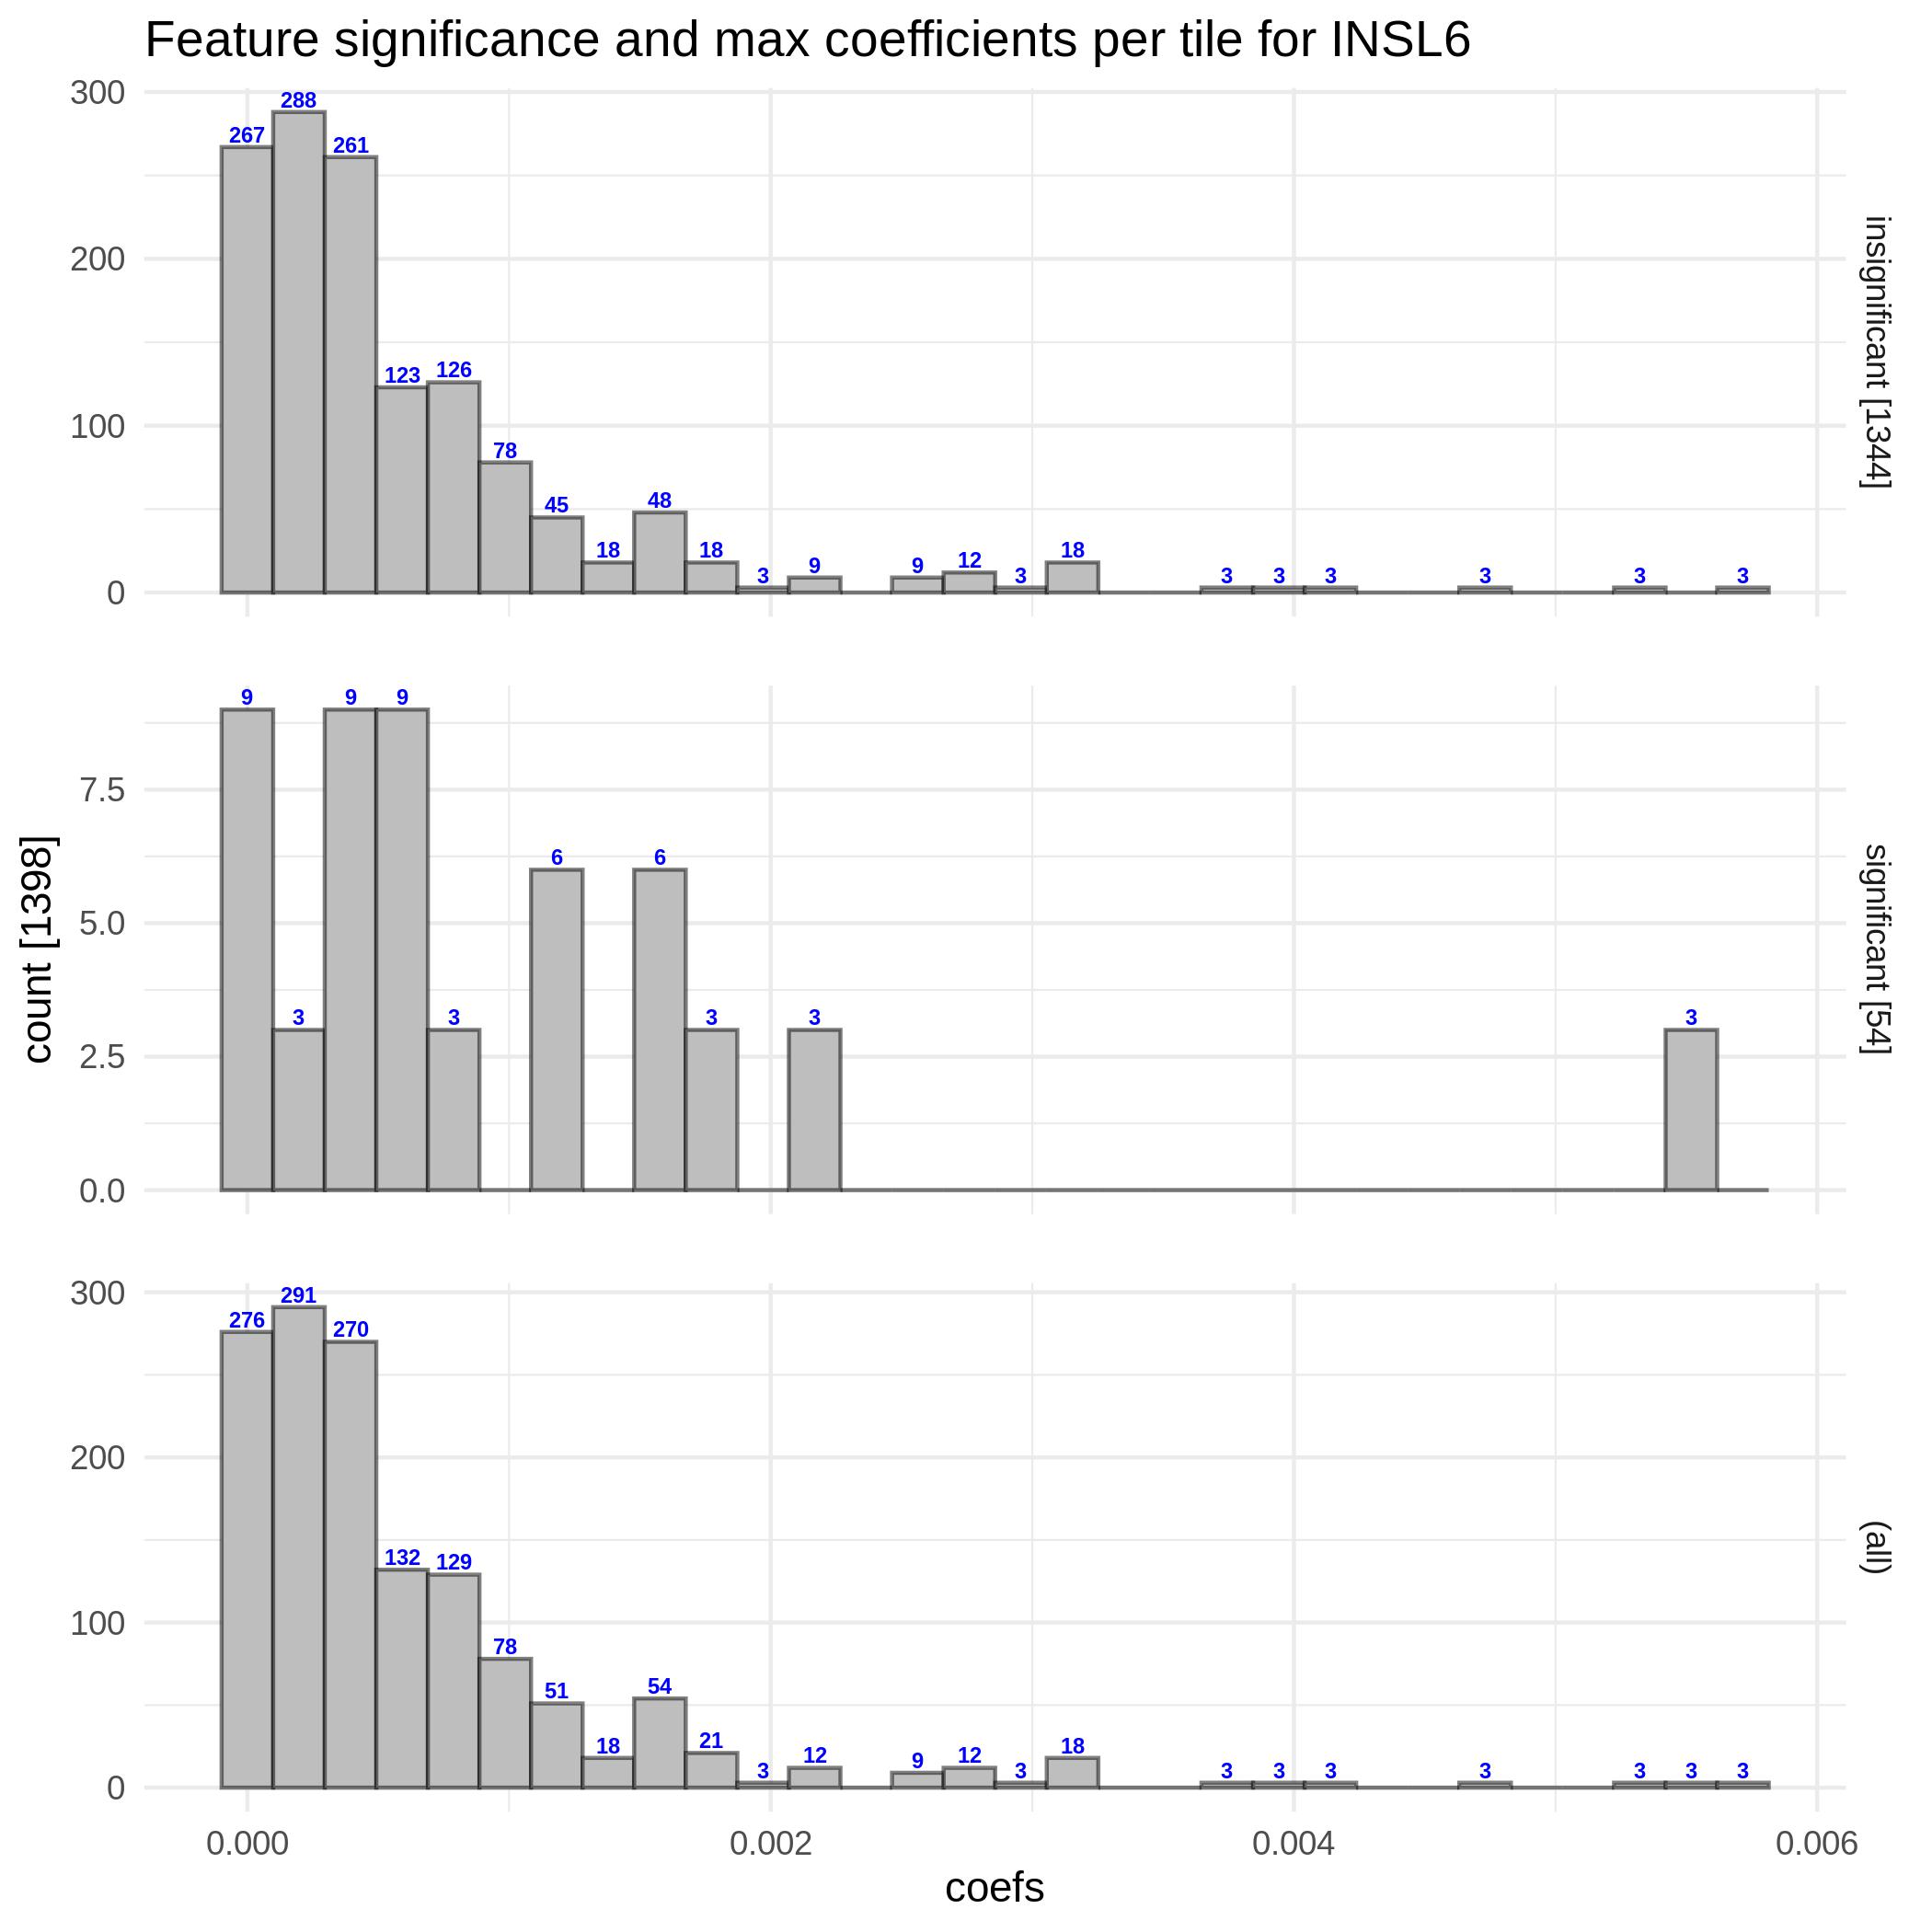 Feature significance and max coefficients per tile for INSL6
300
200
100
0
267 288 261 123 126 78 45 18 48 18 3 9 9 12 3 18 3 3 3 3 3 3
insignificant [1344]
count [1398]
7.5
5.0
2.5
0.0
9 3 9 9 3 6 6 3 3 3
significant [54]
300
200
100
0
276 291 270 132 129 78 51 18 54 21 3 12 9 12 3 18 3 3 3 3 3 3 3
(all)
0.000 0.002 0.004 0.006
coefs